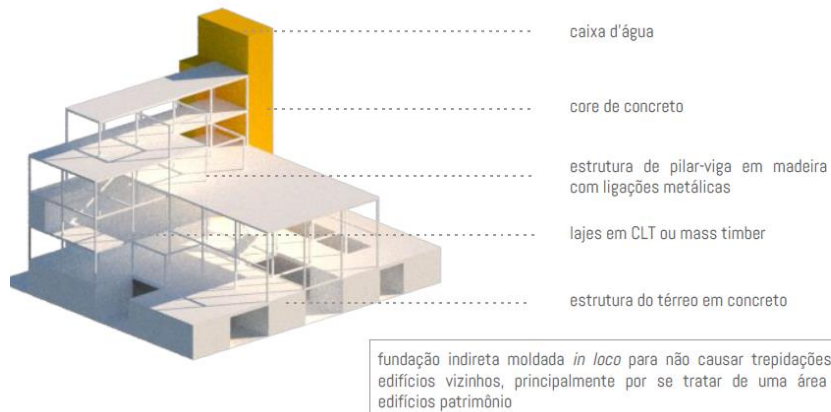 caixa d'água
core de concreto
estrutura de pilar-viga em madeira
com ligações metálicas
lajes em CLT ou mass timber
estrutura do térreo em concreto
fundação indireta moldada in loco para não causar trepidações
edifícios vizinhos, principalmente por se tratar de uma área
edifícios patrimônio